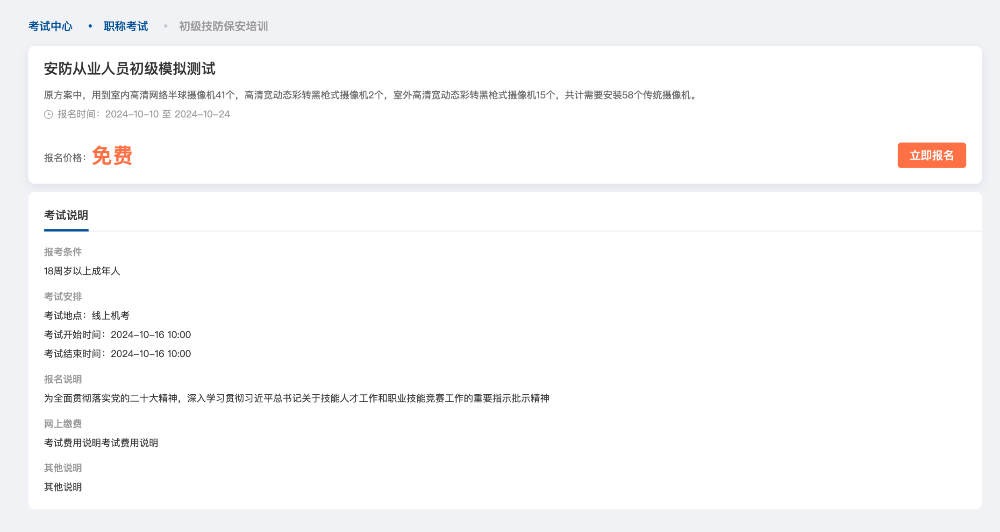 考试中心 • 职称考试 • 初级技防保安培训
安防从业人员初级模拟测试
原方案中，用到室内高清网络半球摄像机41个，高清宽动态彩转黑枪式摄像机2个，室外高清宽动态彩转黑枪式摄像机15个，共计需要安装58个传统摄像机。
报名时间：2024-10-10 至 2024-10-24
报名价格：免费
立即报名
考试说明
报考条件
18周岁以上成年人
考试安排
考试地点：线上机考
考试开始时间：2024-10-16 10:00
考试结束时间：2024-10-16 10:00
报名说明
为全面贯彻落实党的二十大精神，深入学习贯彻习近平总书记关于技能人才工作和职业技能竞赛工作的重要指示批示精神
网上缴费
考试费用说明考试费用说明
其他说明
其他说明